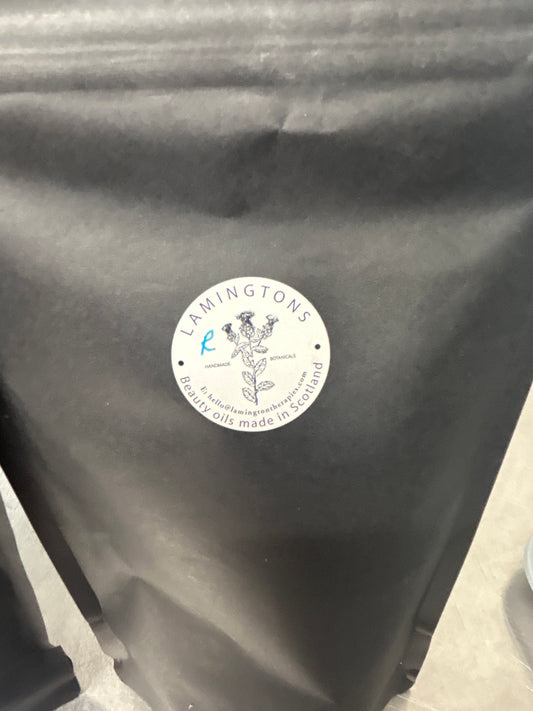 LAMINGTONS
R
HANDMADE BOTANICALS
E: hello@lamingtontherapies.com
Beauty oils made in Scotland